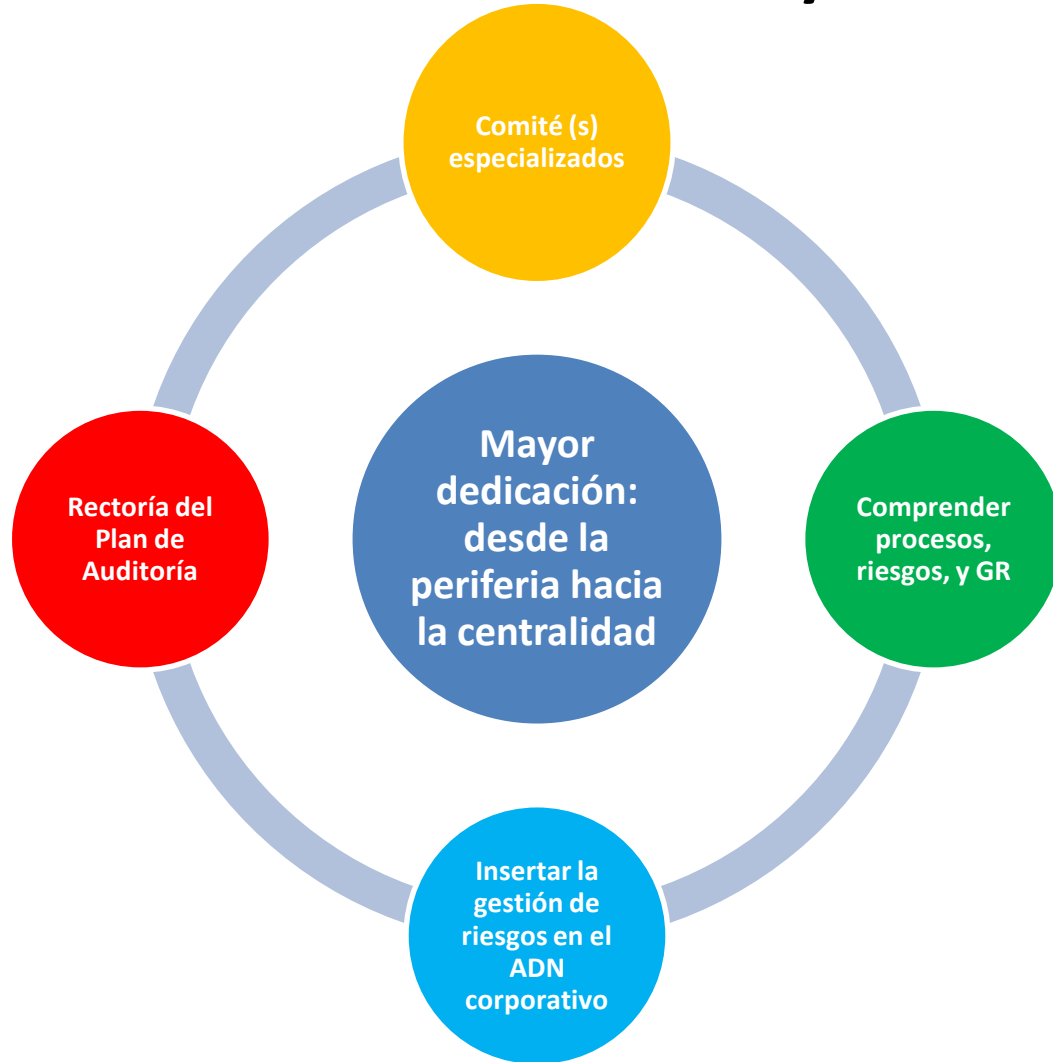 Comité (s)
especializados
Mayor
dedicación:
desde la
periferia hacia
la centralidad
Rectoría del
Plan de
Auditoría
Comprender
procesos,
riesgos, y GR
Insertar la
gestión de
riesgos en el
ADN
corporativo